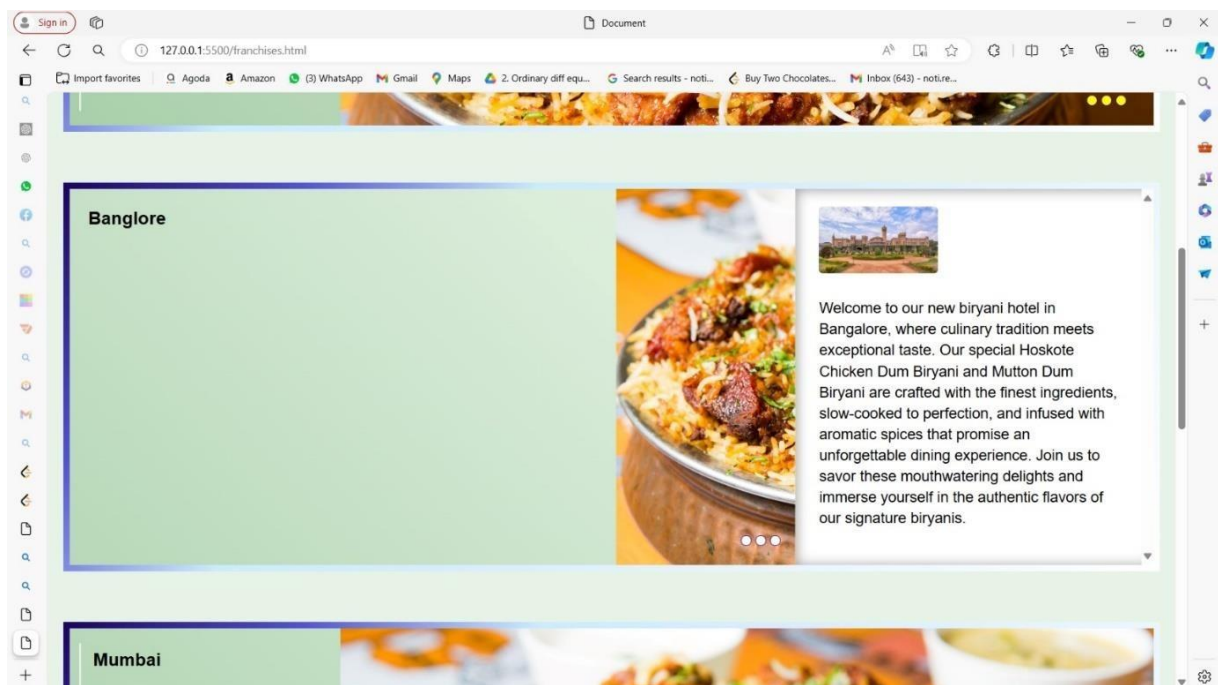 Sign in
Document
127.0.0.1:5500/franchises.html
Import favorites Agoda Amazon (3) WhatsApp Gmail Maps 2. Ordinary diff equ... Search results - noti... Buy Two Chocolates... Inbox (643) - noti.re...
Banglore
Welcome to our new biryani hotel in
Bangalore, where culinary tradition meets
exceptional taste. Our special Hoskote
Chicken Dum Biryani and Mutton Dum
Biryani are crafted with the finest ingredients,
slow-cooked to perfection, and infused with
aromatic spices that promise an
unforgettable dining experience. Join us to
savor these mouthwatering delights and
immerse yourself in the authentic flavors of
our signature biryanis.
Mumbai